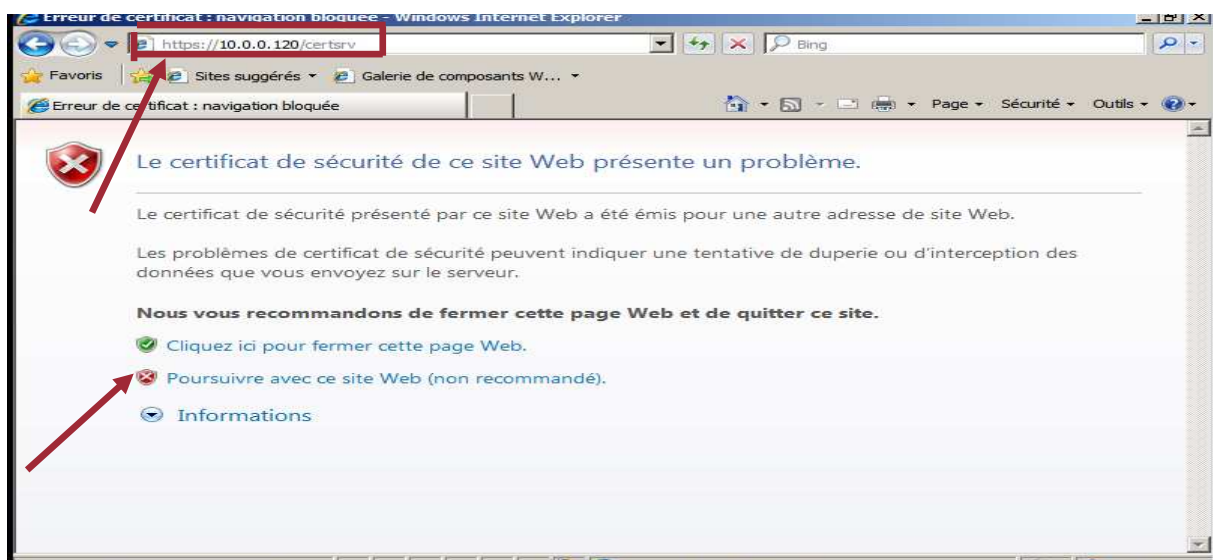 Erreur de certificat : navigation bloquée - Windows Internet Explorer
https://10.0.0.120/certsrv
Bing
Favoris
Sites suggérés
Galerie de composants W...
Erreur de certificat : navigation bloquée
Page
Sécurité
Outils
Le certificat de sécurité de ce site Web présente un problème.
Le certificat de sécurité présenté par ce site Web a été émis pour une autre adresse de site Web.
Les problèmes de certificat de sécurité peuvent indiquer une tentative de duperie ou d'interception des
données que vous envoyez sur le serveur.
Nous vous recommandons de fermer cette page Web et de quitter ce site.
Cliquez ici pour fermer cette page Web.
Poursuivre avec ce site Web (non recommandé).
Informations